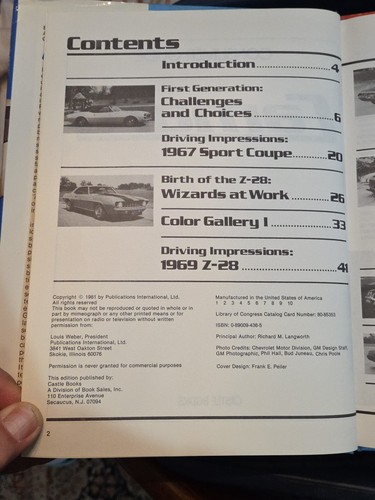 Contents
Introduction 4
First Generation:
Challenges
and Choices 6
Driving Impressions:
1967 Sport Coupe 20
Birth of the Z-28:
Wizards at Work 26
Color Gallery I 33
Driving Impressions:
1969 Z-28 41
Copyright © 1981 by Publications International, Ltd.
All rights reserved
This book may not be reproduced or quoted in whole or in
part by mimeograph or any other printed means or for
presentation on radio or television without written
permission from:
Louis Weber, President
Publications International, Ltd.
3841 West Oakton Street
Skokie, Illinois 60076
Permission is never granted for commercial purposes
This edition published by:
Castle Books
A Division of Book Sales, Inc.
110 Enterprise Avenue
Secaucus, N.J. 07094
Manufactured in the United States of America
1 2 3 4 5 6 7 8 9 10
Library of Congress Catalog Card Number: 80-85353
ISBN: 0-89009-436-5
Principal Author: Richard M. Langworth
Photo Credits: Chevrolet Motor Division, GM Design Staff,
GM Photographic, Phil Hall, Bud Juneau, Chris Poole
Cover Design: Frank E. Peiler
2